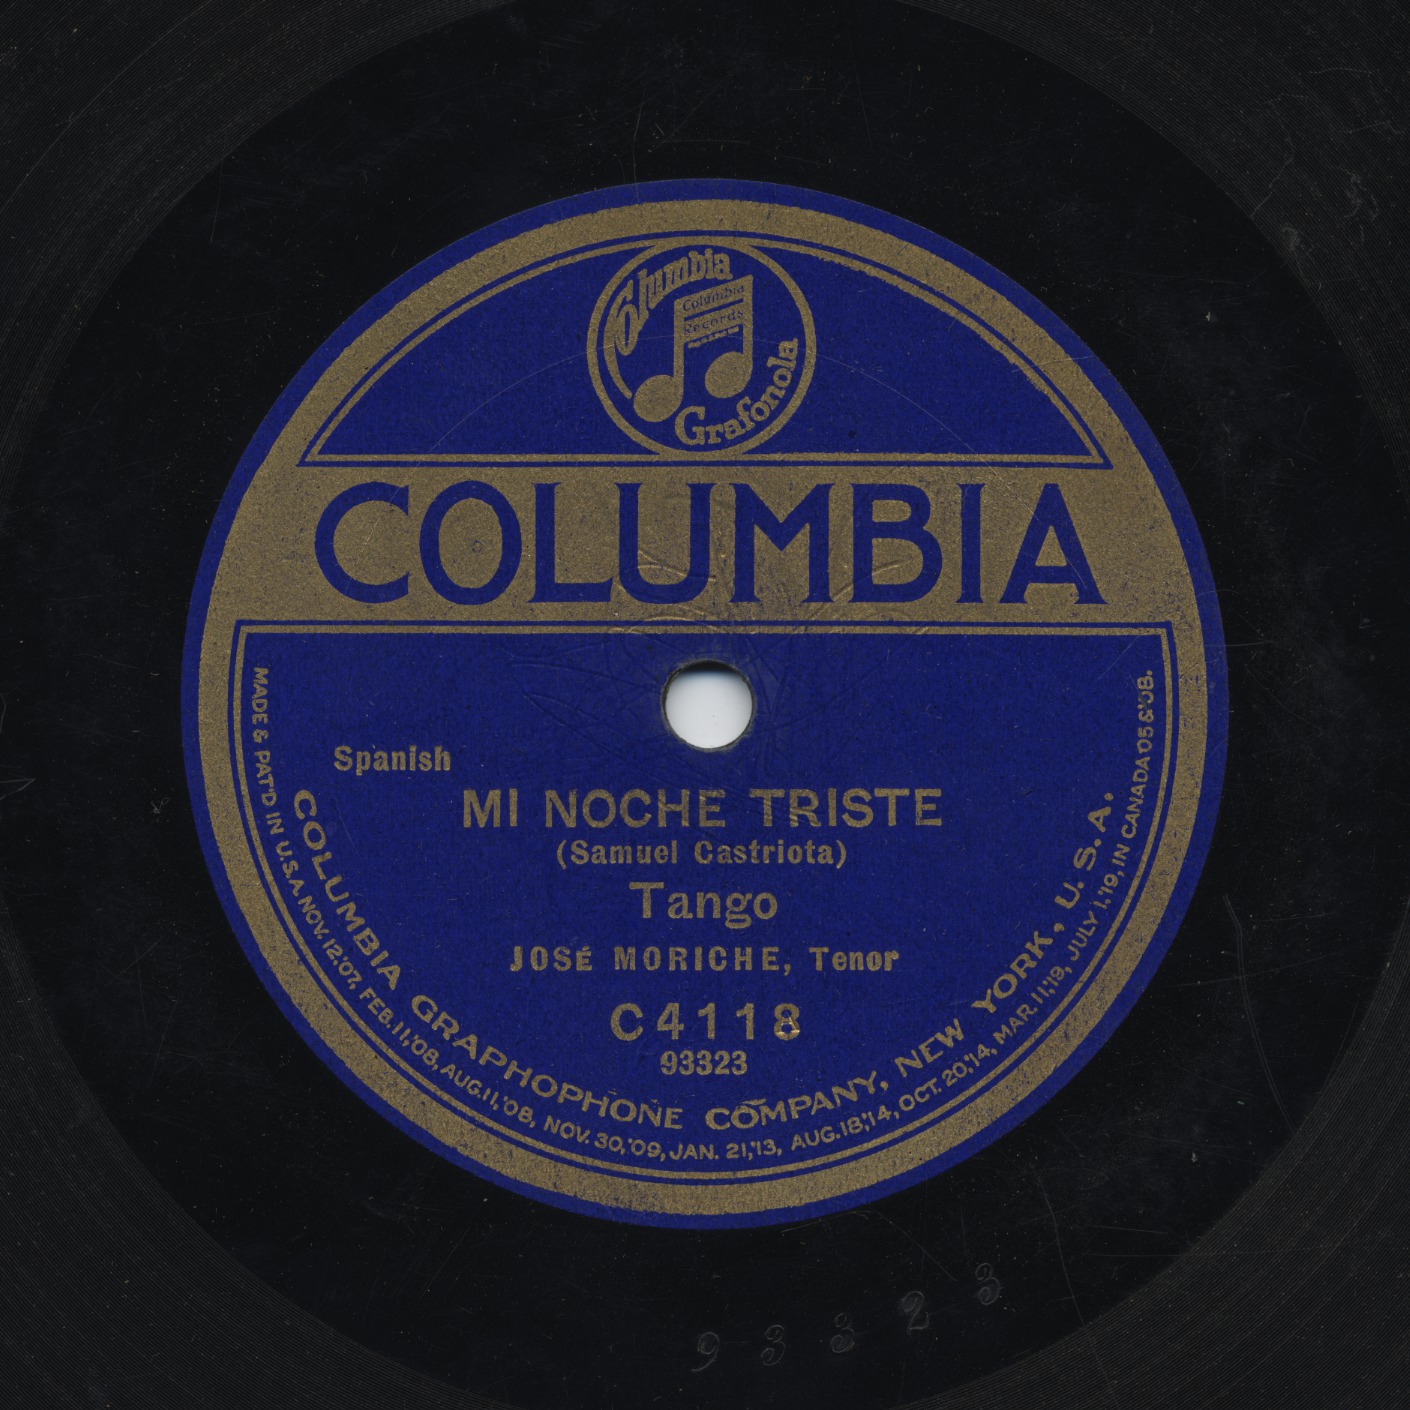 Columbia
Columbia
Records
Grafonola
COLUMBIA
Spanish
MI NOCHE TRISTE
(Samuel Castriota)
Tango
JOSÉ MORICHE, Tenor
C4118
93323
COLUMBIA GRAPHOPHONE COMPANY, NEW YORK, U.S.A.
MADE & PAT'D IN U.S.A. NOV. 12,'07, FEB. 11,'08, AUG. 11,'08, NOV. 30,'09, JAN. 21,'13, AUG. 18,'14, OCT. 20,'14, MAR. 11,'19, JULY 1,'19, IN CANADA '05 & '08.
93323